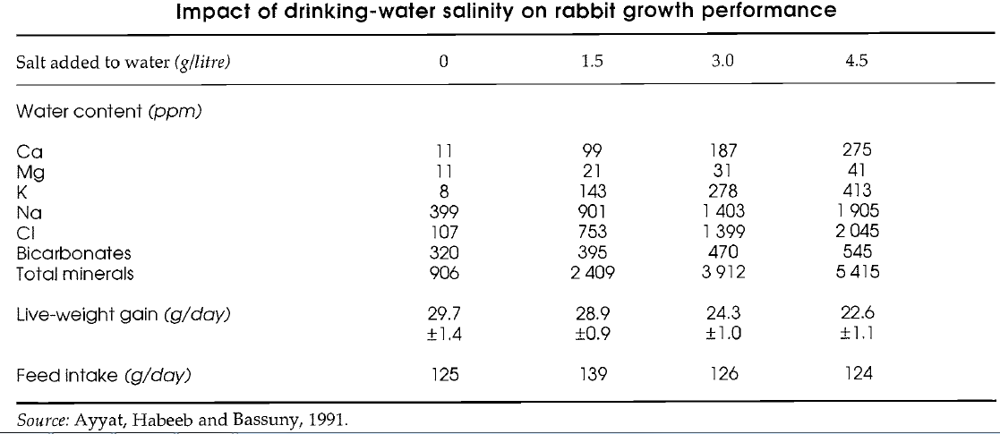 Impact of drinking-water salinity on rabbit growth performance
Salt added to water (g/litre) 0 1.5 3.0 4.5
Water content (ppm)
Ca 11 99 187 275
Mg 11 21 31 41
K 8 143 278 413
Na 399 901 1 403 1 905
Cl 107 753 1 399 2 045
Bicarbonates 320 395 470 545
Total minerals 906 2 409 3 912 5 415
Live-weight gain (g/day) 29.7 28.9 24.3 22.6
±1.4 ±0.9 ±1.0 ±1.1
Feed intake (g/day) 125 139 126 124
Source: Ayyat, Habeeb and Bassuny, 1991.